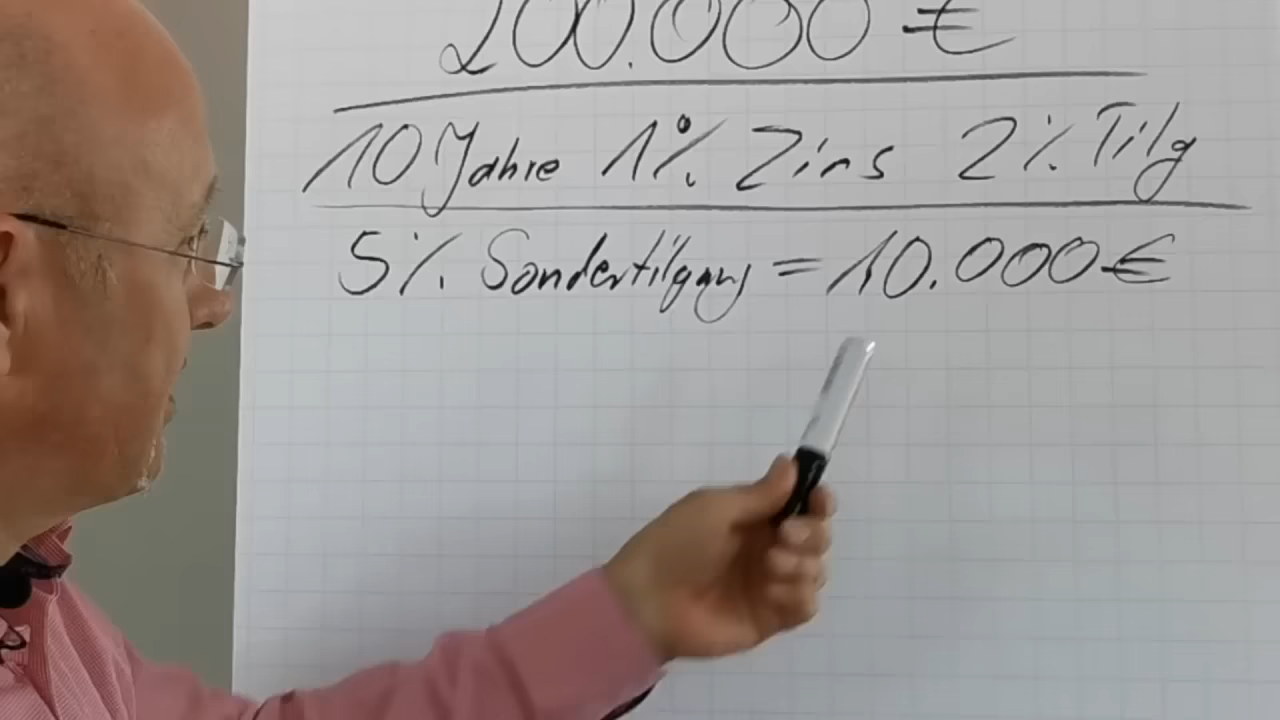 200.000 €
10 Jahre 1% Zins 2% Tilg
5% Sondertilgung = 10.000€